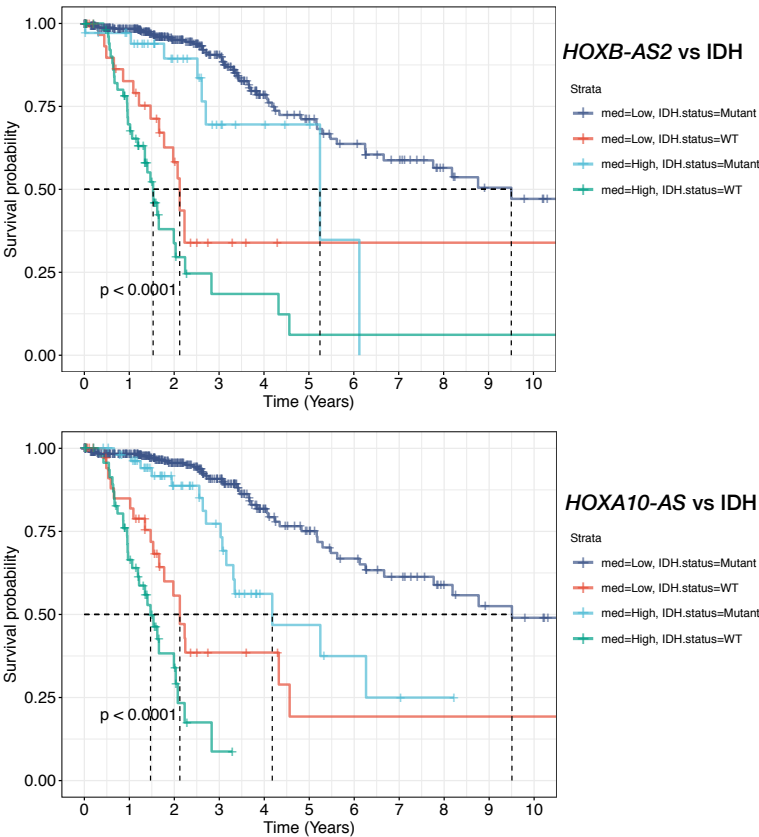 HOXB-AS2 vs IDH
Strata
med=Low, IDH.status=Mutant
med=Low, IDH.status=WT
med=High, IDH.status=Mutant
med=High, IDH.status=WT
Survival probability
1.00
0.75
0.50
0.25
0.00
p < 0.0001
0 1 2 3 4 5 6 7 8 9 10
Time (Years)
HOXA10-AS vs IDH
Strata
med=Low, IDH.status=Mutant
med=Low, IDH.status=WT
med=High, IDH.status=Mutant
med=High, IDH.status=WT
Survival probability
1.00
0.75
0.50
0.25
0.00
p < 0.0001
0 1 2 3 4 5 6 7 8 9 10
Time (Years)